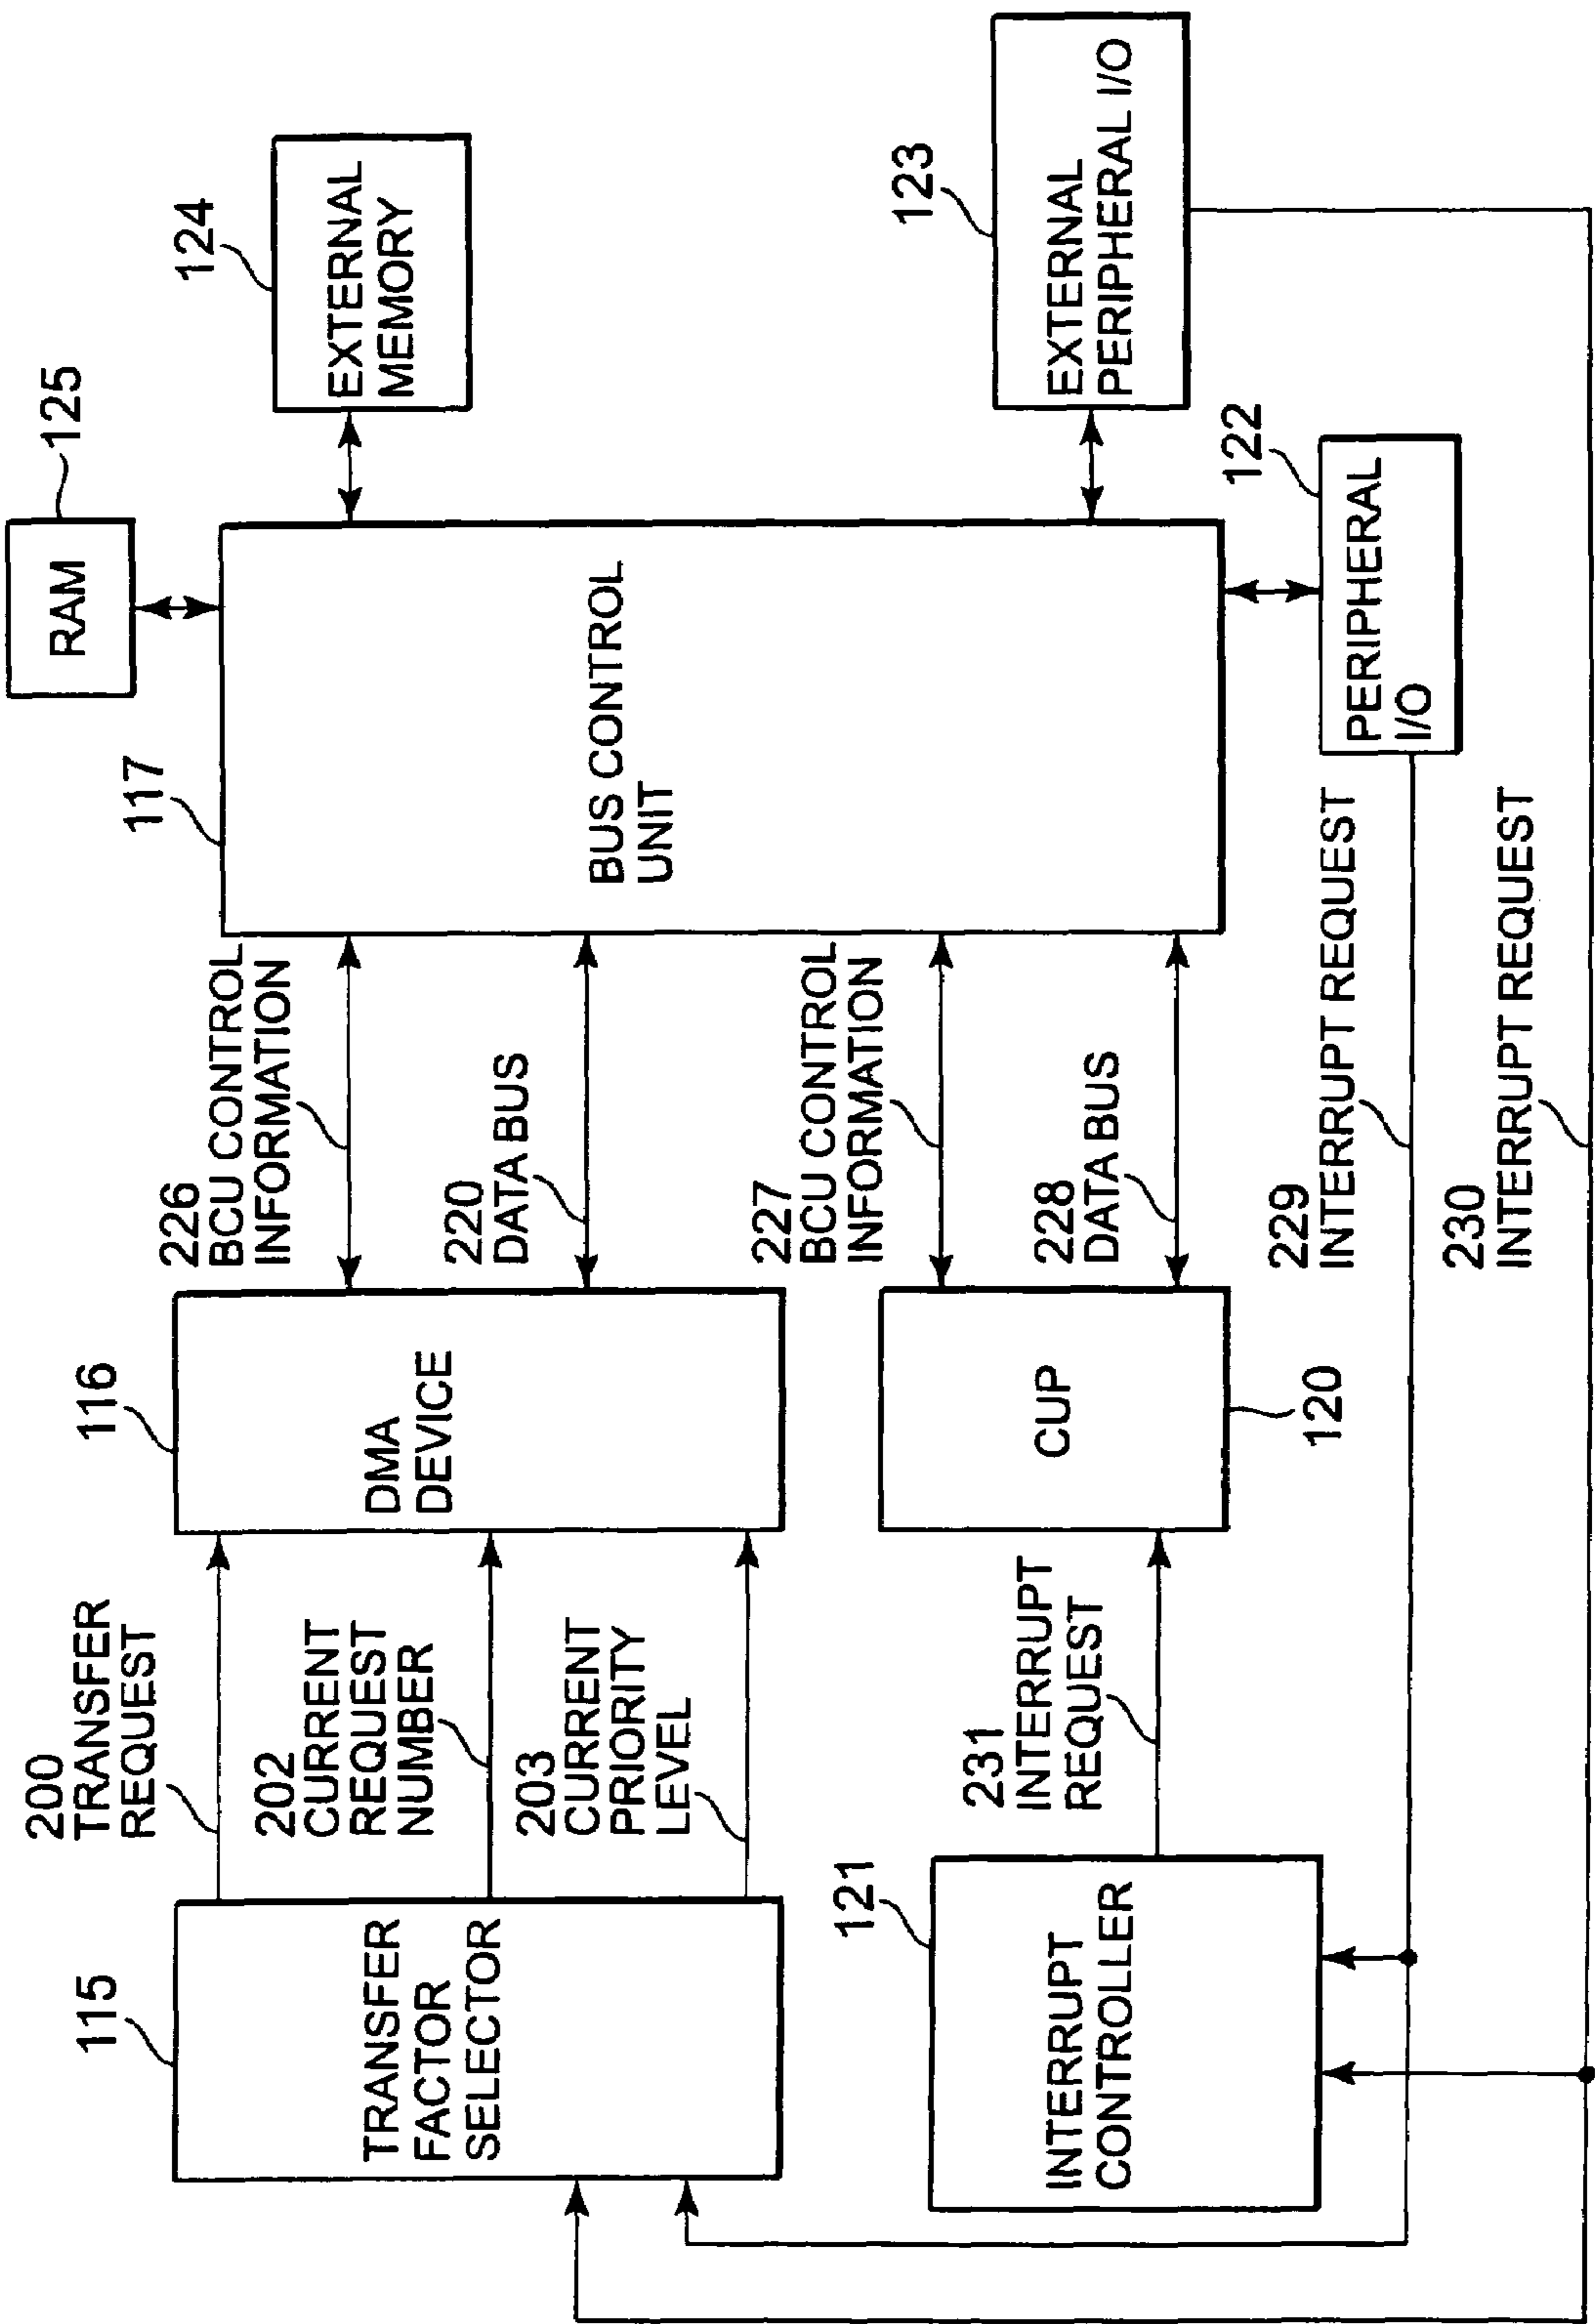 115
TRANSFER
FACTOR
SELECTOR
200
TRANSFER
REQUEST
202
CURRENT
REQUEST
NUMBER
203
CURRENT
PRIORITY
LEVEL
116
DMA
DEVICE
226
BCU CONTROL
INFORMATION
220
DATA BUS
117
BUS CONTROL
UNIT
RAM
125
124
EXTERNAL
MEMORY
121
INTERRUPT
CONTROLLER
231
INTERRUPT
REQUEST
CUP
120
227
BCU CONTROL
INFORMATION
228
DATA BUS
123
EXTERNAL
PERIPHERAL I/O
122
PERIPHERAL
I/O
229
INTERRUPT REQUEST
230
INTERRUPT REQUEST